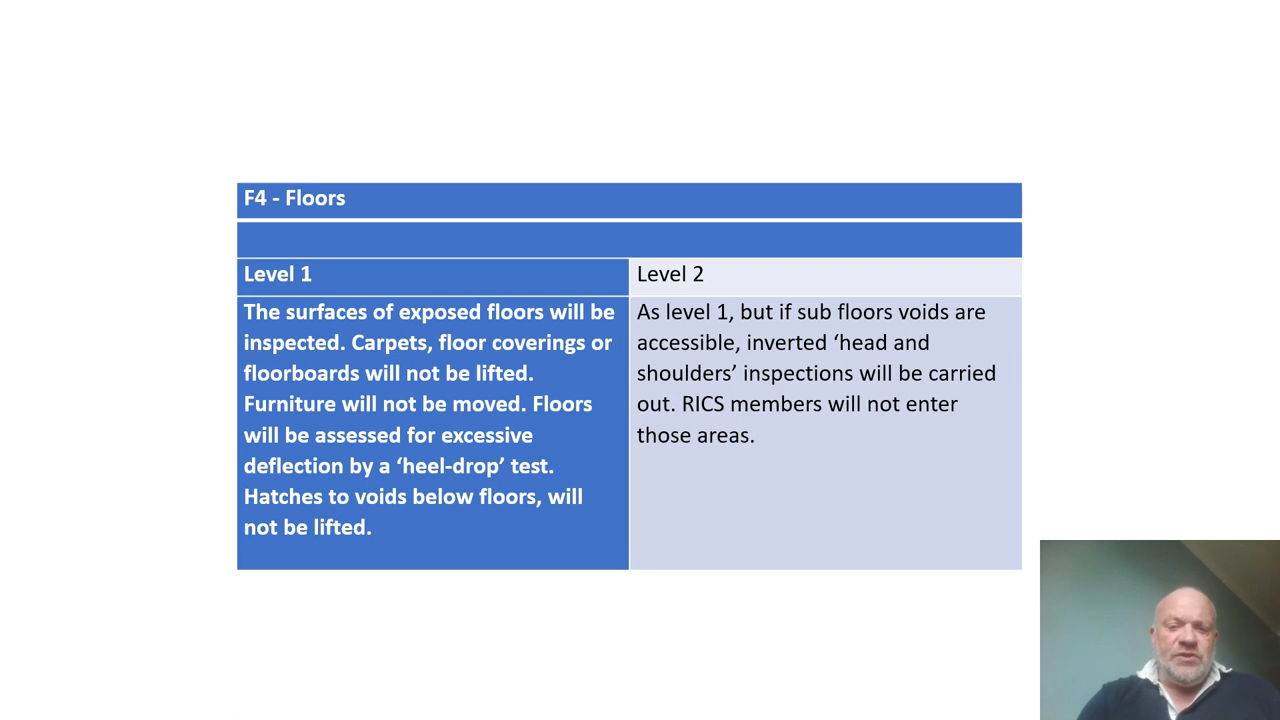 F4 - Floors
Level 1
Level 2
The surfaces of exposed floors will be
inspected. Carpets, floor coverings or
floorboards will not be lifted.
Furniture will not be moved. Floors
will be assessed for excessive
deflection by a ‘heel-drop’ test.
Hatches to voids below floors, will
not be lifted.
As level 1, but if sub floors voids are
accessible, inverted ‘head and
shoulders’ inspections will be carried
out. RICS members will not enter
those areas.